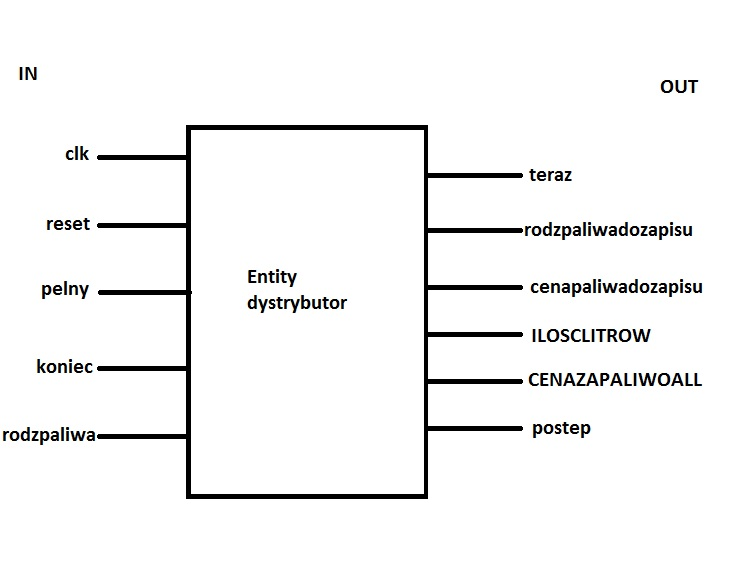 IN
OUT
clk
reset
pelny
koniec
rodzpaliwa
Entity
dystrybutor
teraz
rodzpaliwadozapisu
cenapaliwadozapisu
ILOSCLITROW
CENAZAPALIWOALL
postep